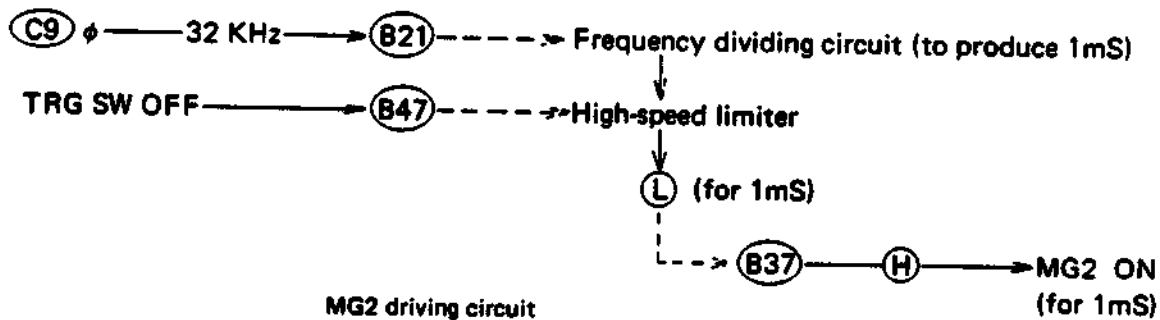 C9 φ 32 KHz B21 Frequency dividing circuit (to produce 1mS)
TRG SW OFF B47 High-speed limiter
L (for 1mS)
B37 H MG2 ON
(for 1mS)
MG2 driving circuit